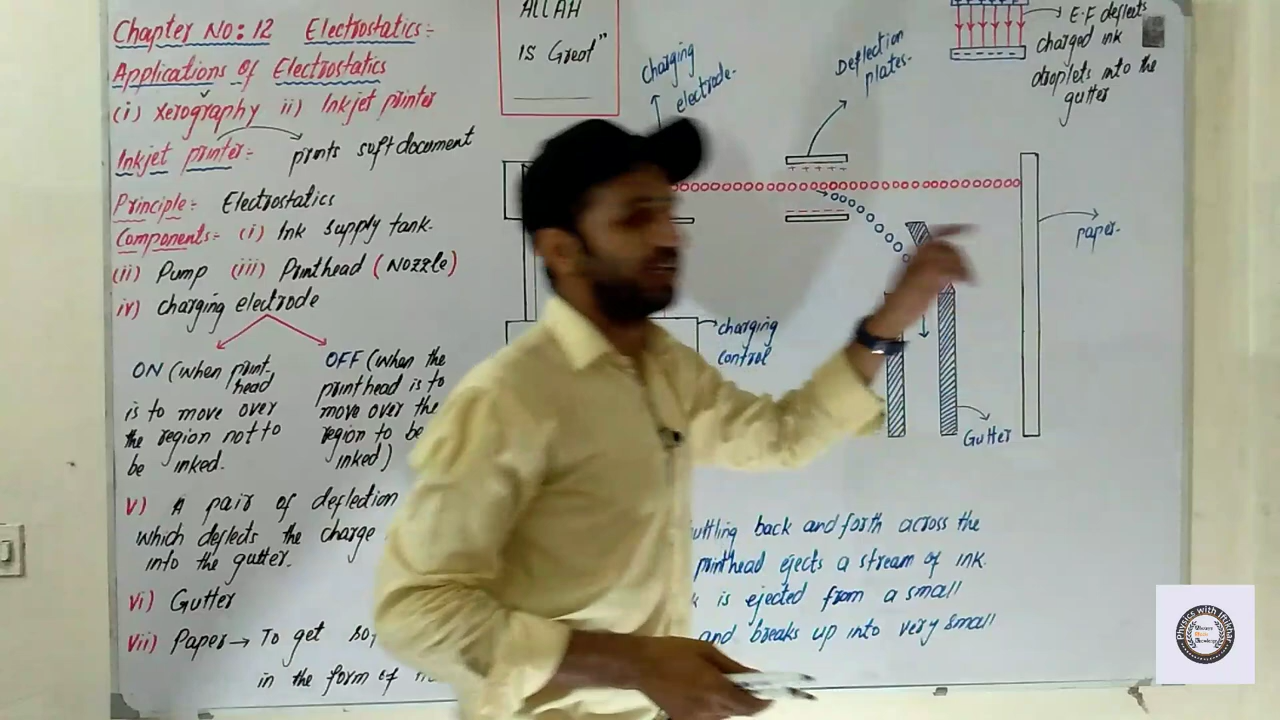 Chapter No: 12 Electrostatics:-
Applications of Electrostatics
(i) Xerography ii) Inkjet printer
Inkjet printer:- prints soft document
Principle:- Electrostatics
Components:- (i) Ink supply tank.
(ii) Pump (iii) Printhead (Nozzle)
iv) charging electrode
ON (when print-
head
is to move over
the region not to
be inked.
OFF (when the
printhead is to
move over the
region to be
inked)
v) A pair of deflection
which deflects the charge
into the gutter.
vi) Gutter
vii) Paper → To get
in the form of
ALLAH
is Great"
charging
electrode.
Deflection
plates.
E.F deflects
charged ink
droplets into the
gutter
+ + + + +
- - - - -
paper.
charging
control
Gutter
back and forth across the
printhead ejects a stream of ink.
is ejected from a small
and breaks up into very small
Physics with Iftikhar